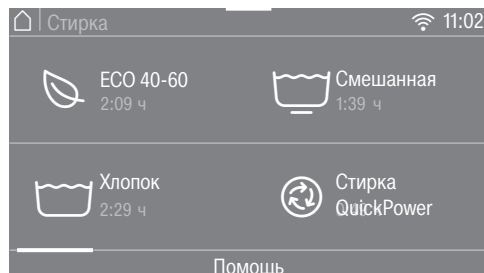 Стирка 11:02
ECO 40-60
2:09 ч
Смешанная
1:39 ч
Хлопок
2:29 ч
Стирка
QuickPower
Помощь